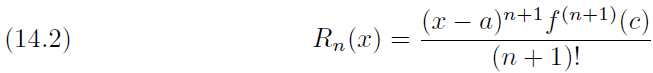 (14.2) R_n(x) = \frac{(x − a)^{n+1} f^{(n+1)}(c)}{(n + 1)!}